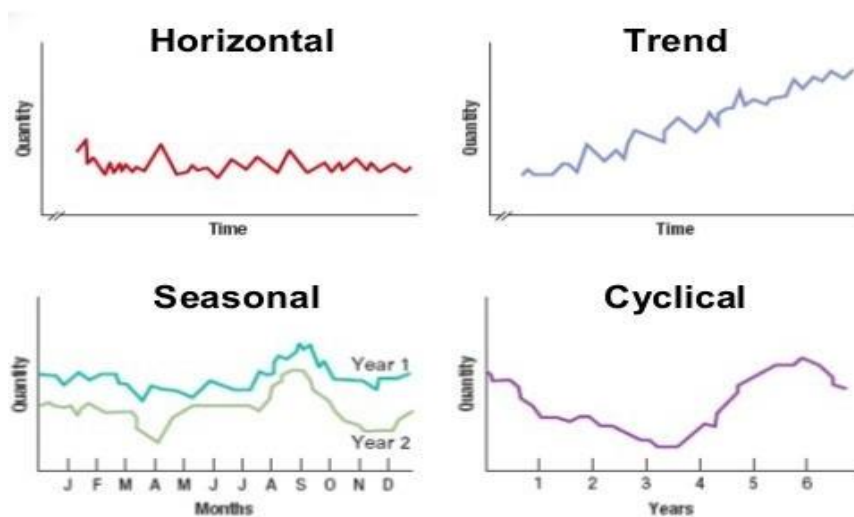 Horizontal
Quantity
Time
Trend
Quantity
Time
Seasonal
Quantity
Year 1
Year 2
J F M A M J J A S O N D
Months
Cyclical
Quantity
1 2 3 4 5 6
Years